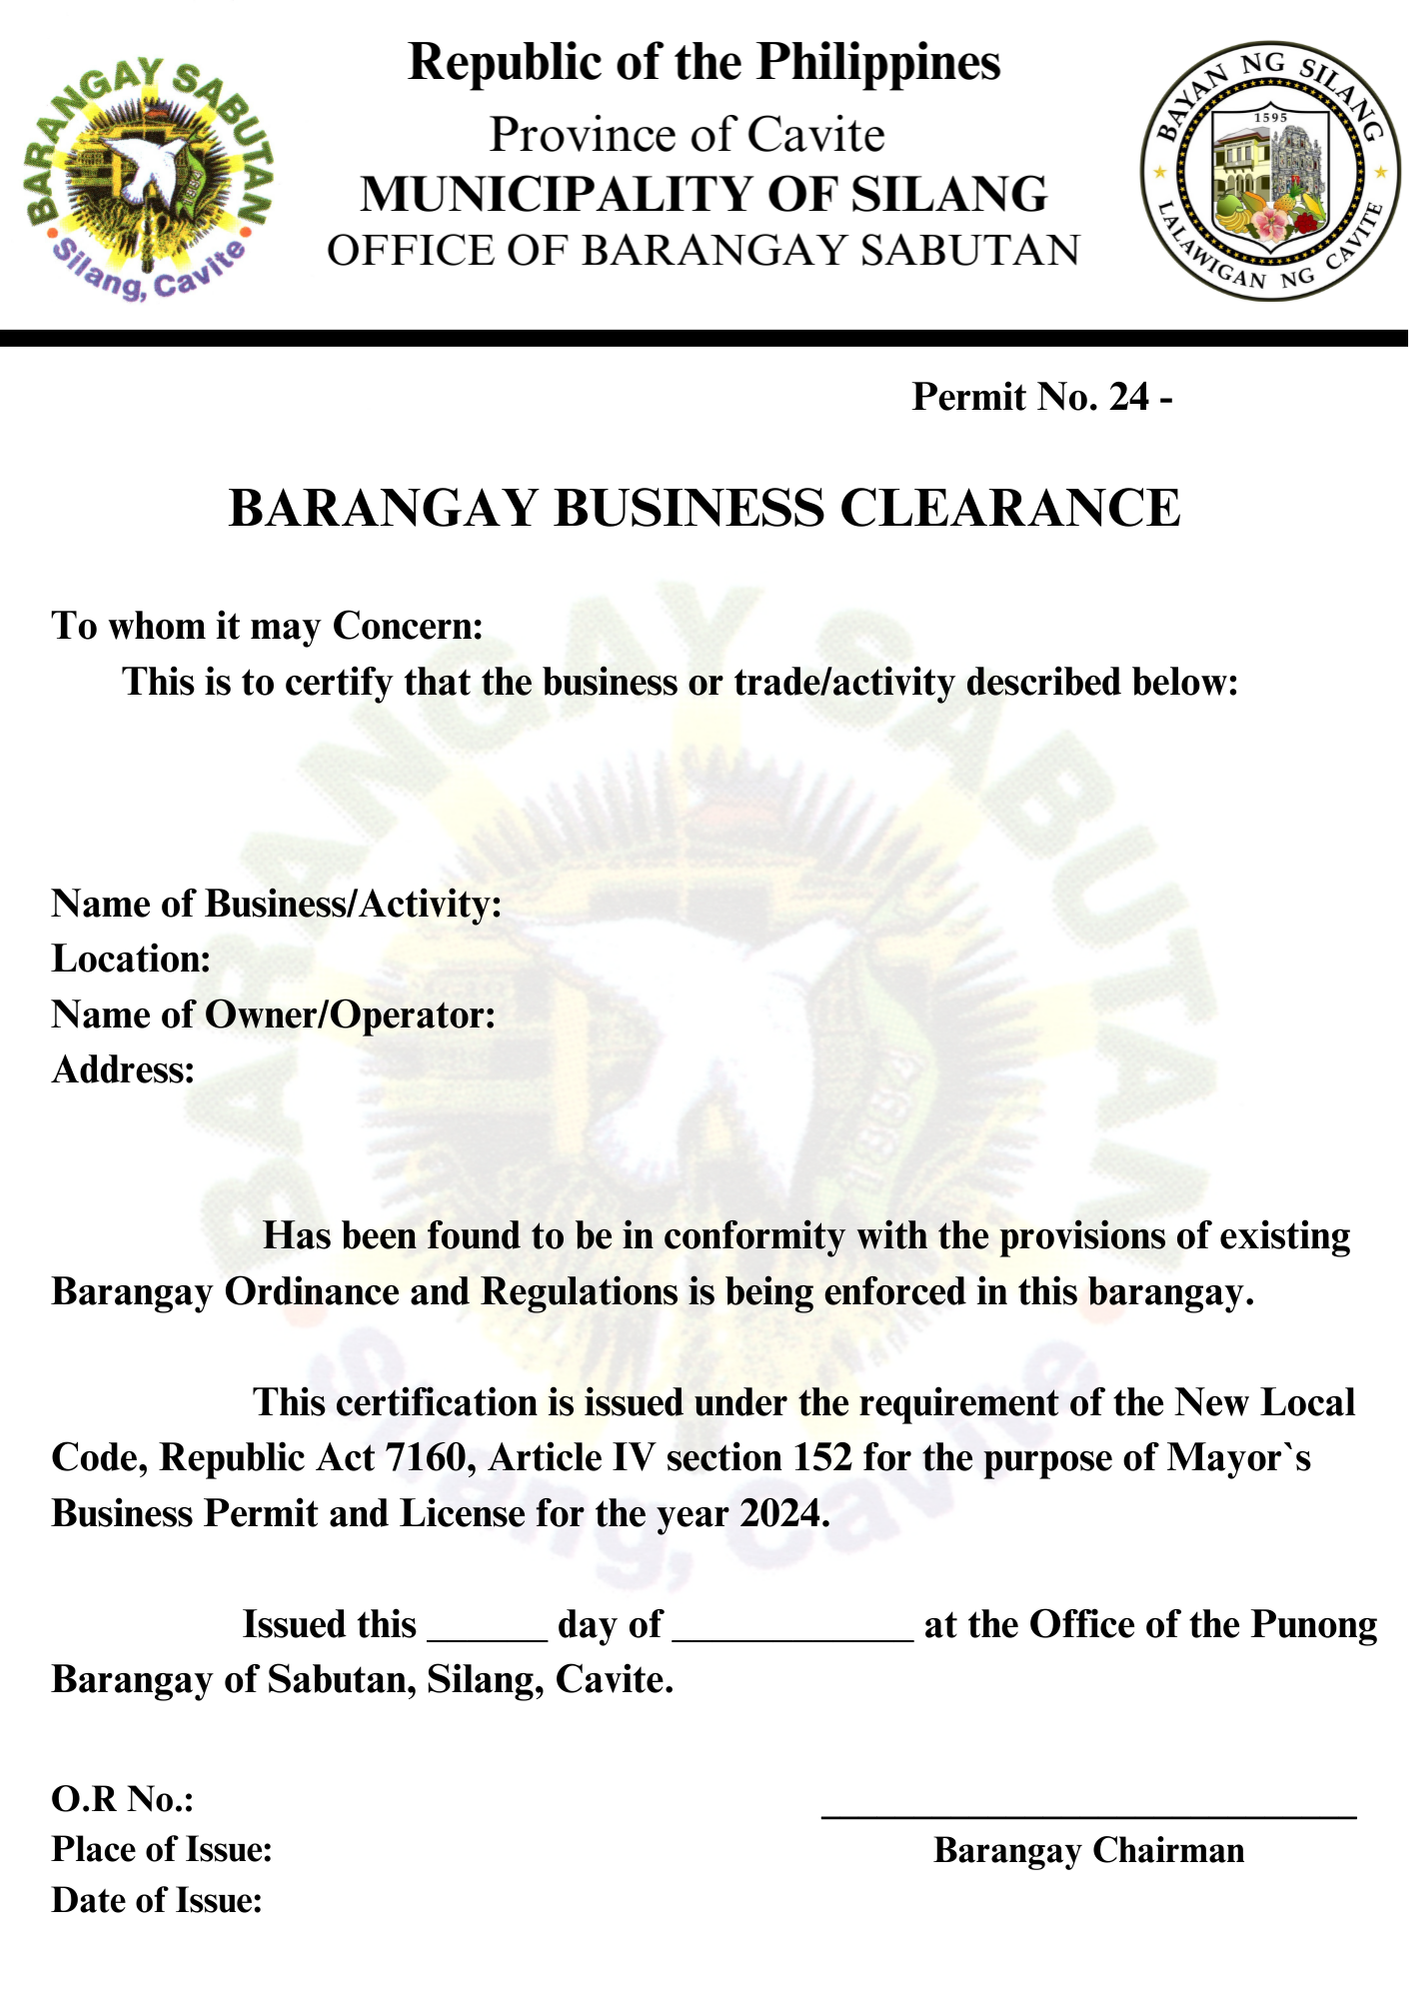 Republic of the Philippines
Province of Cavite
MUNICIPALITY OF SILANG
OFFICE OF BARANGAY SABUTAN
BARANGAY SABUTAN
Silang, Cavite
BAYAN NG SILANG
1595
LALAWIGAN NG CAVITE
Permit No. 24 -
BARANGAY BUSINESS CLEARANCE
To whom it may Concern:
This is to certify that the business or trade/activity described below:
Name of Business/Activity:
Location:
Name of Owner/Operator:
Address:
Has been found to be in conformity with the provisions of existing
Barangay Ordinance and Regulations is being enforced in this barangay.
This certification is issued under the requirement of the New Local
Code, Republic Act 7160, Article IV section 152 for the purpose of Mayor`s
Business Permit and License for the year 2024.
Issued this ______ day of ____________ at the Office of the Punong
Barangay of Sabutan, Silang, Cavite.
O.R No.:
Place of Issue:
Date of Issue:
Barangay Chairman
BARANGAY SABUTAN
1894
Silang, Cavite